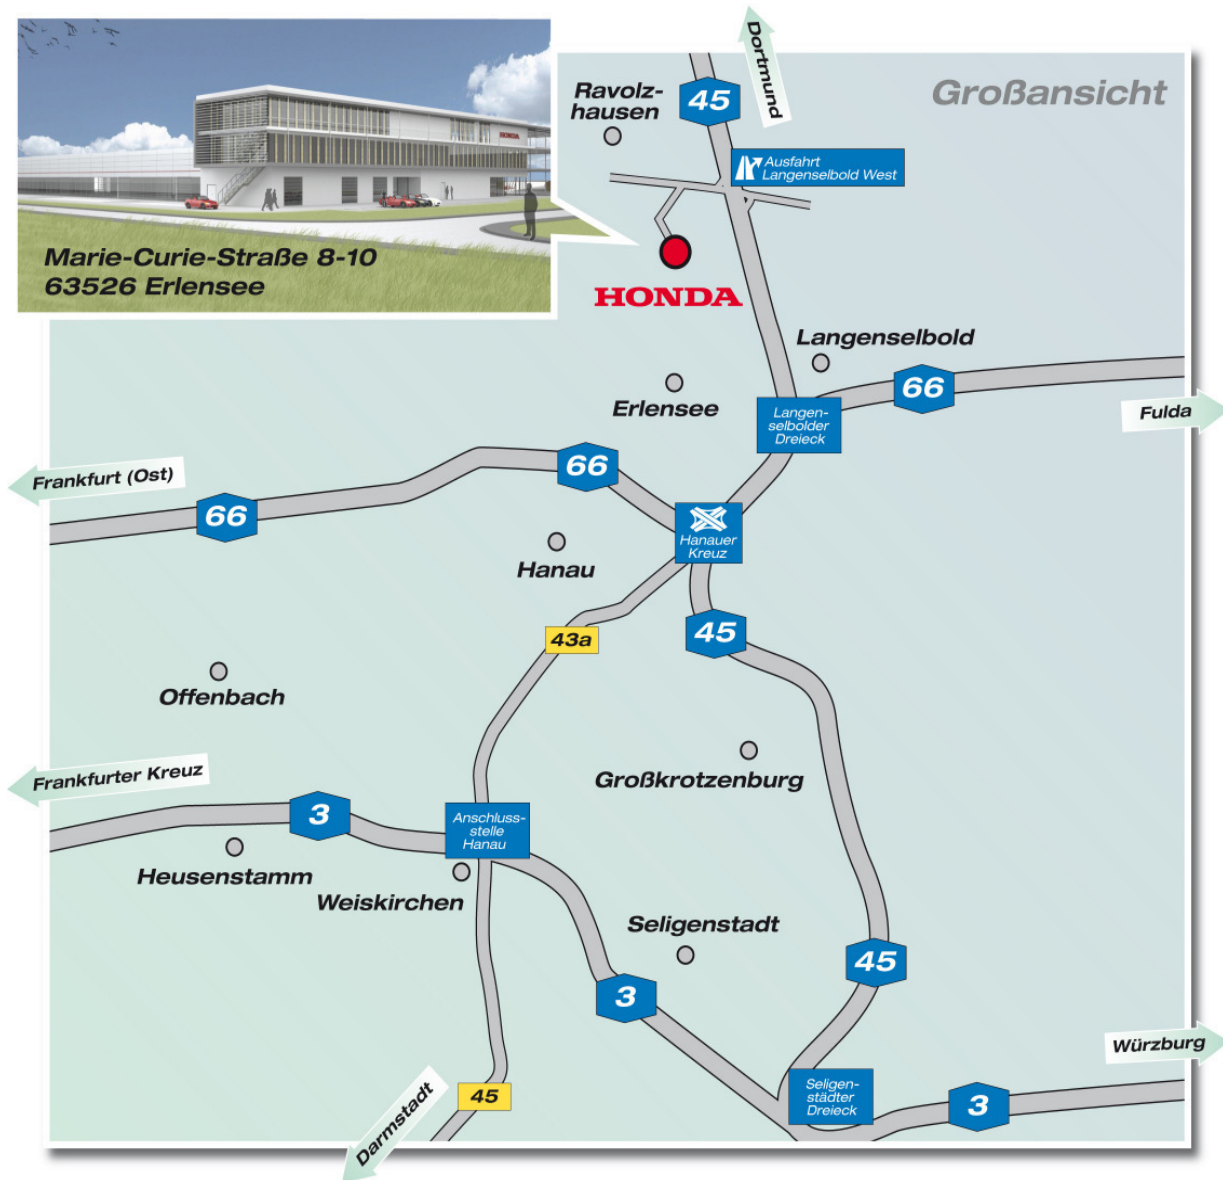 Dortmund
Großansicht
Ravolz-
hausen
45
Ausfahrt
Langenselbold West
HONDA
Marie-Curie-Straße 8-10
63526 Erlensee
HONDA
Langenselbold
66
Erlensee
Langen-
selbolder
Dreieck
Fulda
Frankfurt (Ost)
66
66
Hanauer
Kreuz
Hanau
43a
45
Offenbach
Großkrotzenburg
Frankfurter Kreuz
3
Anschluss-
stelle
Hanau
Heusenstamm
Weiskirchen
Seligenstadt
45
3
Würzburg
Seligen-
städter
Dreieck
45
3
Darmstadt